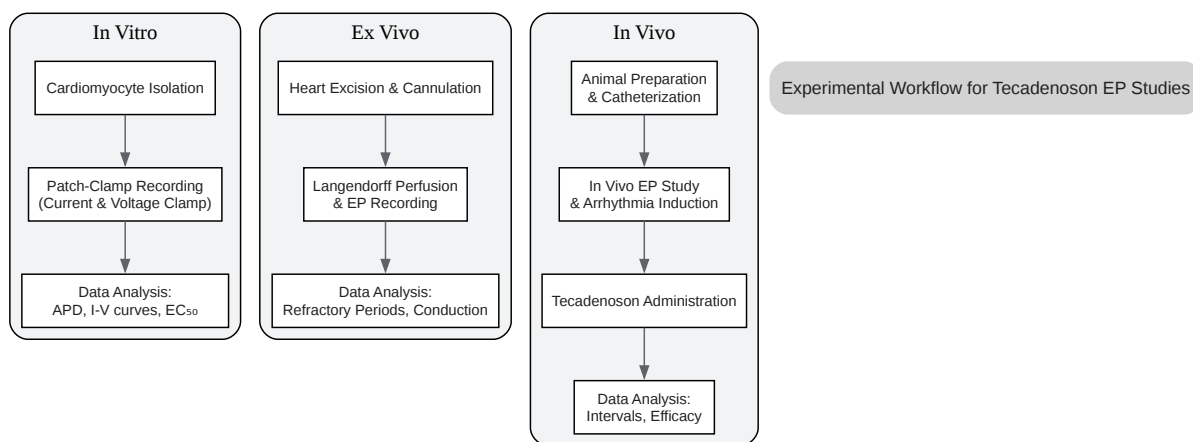 In Vitro
Cardiomyocyte Isolation
Patch-Clamp Recording
(Current & Voltage Clamp)
Data Analysis:
APD, I-V curves, EC₅₀
Ex Vivo
Heart Excision & Cannulation
Langendorff Perfusion
& EP Recording
Data Analysis:
Refractory Periods, Conduction
In Vivo
Animal Preparation
& Catheterization
In Vivo EP Study
& Arrhythmia Induction
Tecadenoson Administration
Data Analysis:
Intervals, Efficacy
Experimental Workflow for Tecadenoson EP Studies